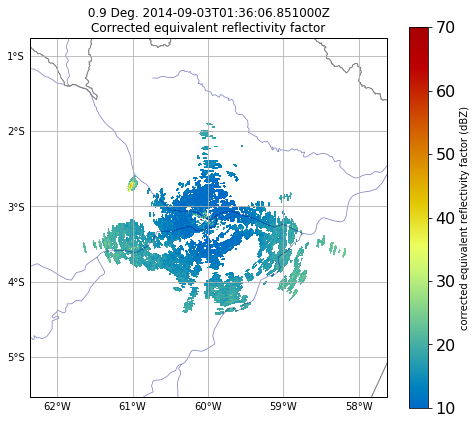 0.9 Deg. 2014-09-03T01:36:06.851000Z
Corrected equivalent reflectivity factor
1°S
2°S
3°S
4°S
5°S
62°W
61°W
60°W
59°W
58°W
70
60
50
40
30
20
10
corrected equivalent reflectivity factor (dBZ)